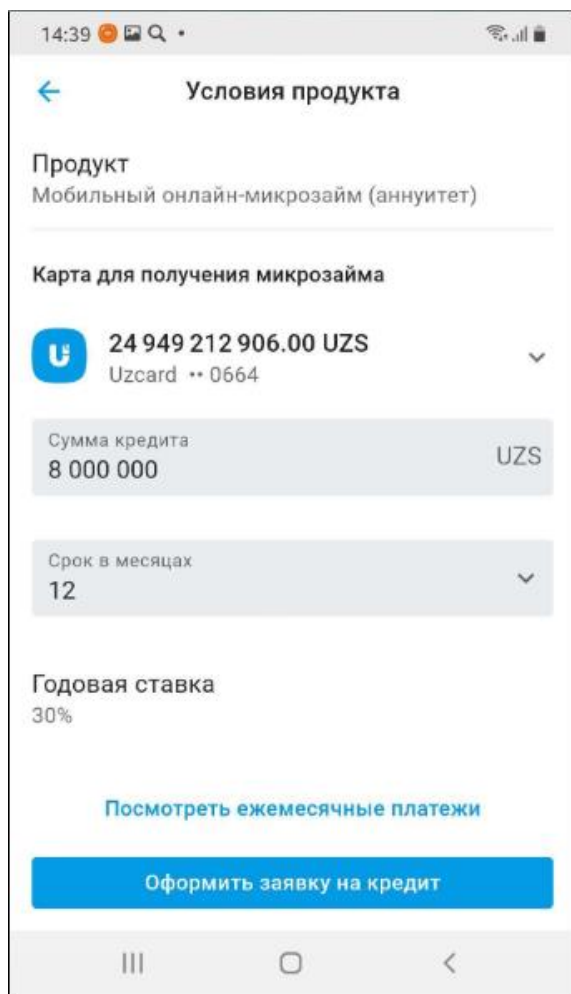 14:39
Условия продукта
Продукт
Мобильный онлайн-микрозайм (аннуитет)
Карта для получения микрозайма
24 949 212 906.00 UZS
Uzcard •• 0664
Сумма кредита
8 000 000
UZS
Срок в месяцах
12
Годовая ставка
30%
Посмотреть ежемесячные платежи
Оформить заявку на кредит